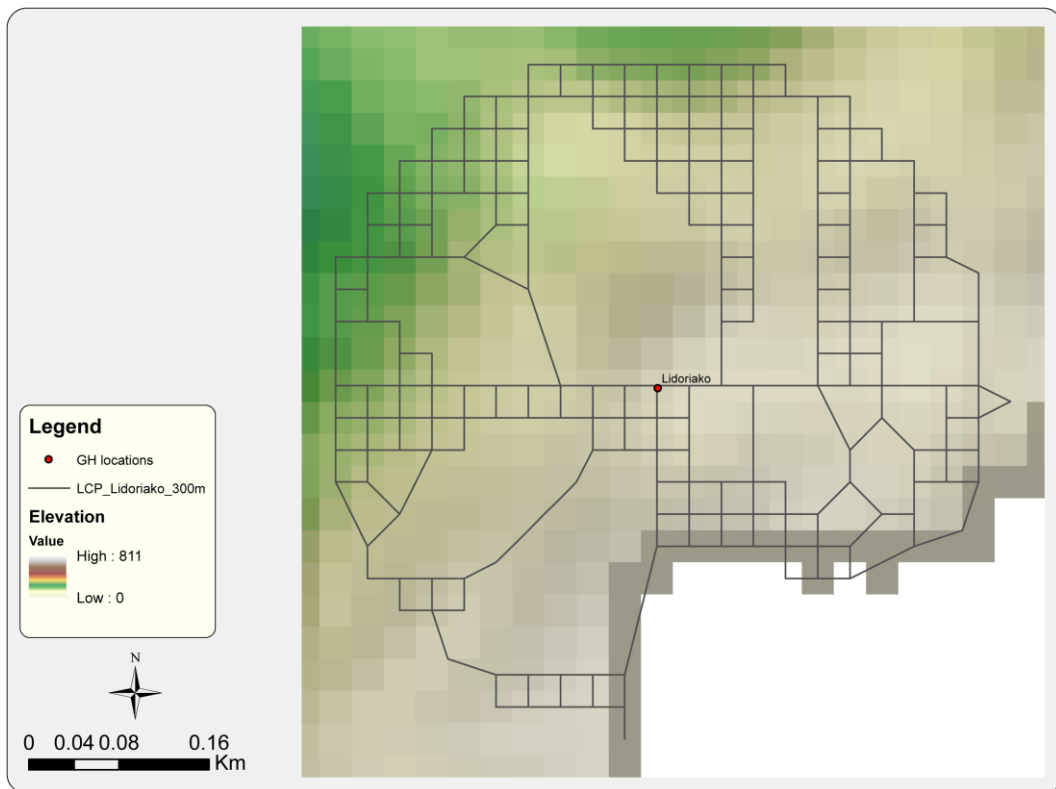 Lidoriako
Legend
GH locations
LCP_Lidoriako_300m
Elevation
Value
High : 811
Low : 0
N
0 0.04 0.08 0.16
Km